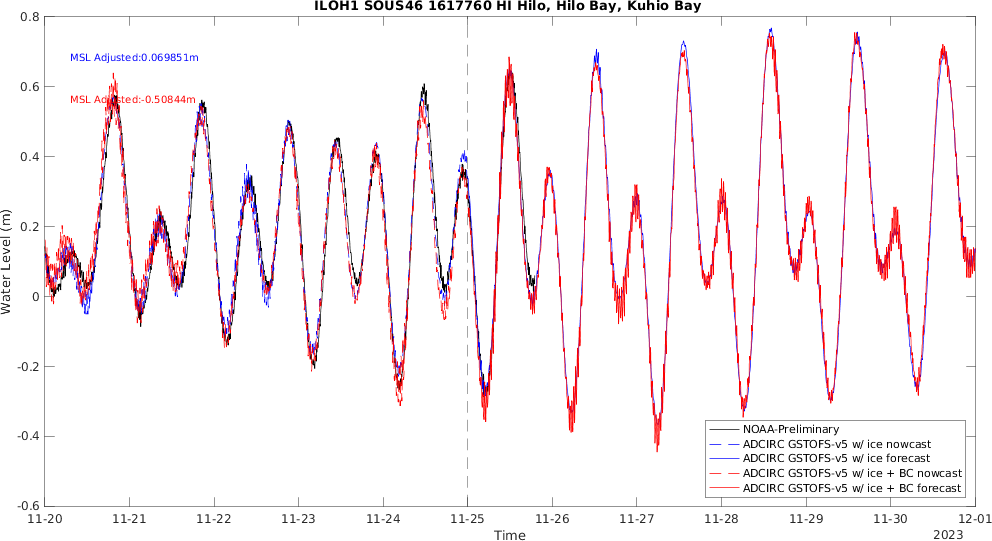 ILOH1 SOUS46 1617760 HI Hilo, Hilo Bay, Kuhio Bay
MSL Adjusted:0.069851m
MSL Adjusted:-0.50844m
0.8
0.6
0.4
0.2
0
-0.2
-0.4
-0.6
Water Level (m)
NOAA-Preliminary
ADCIRC GSTOFS-v5 w/ ice nowcast
ADCIRC GSTOFS-v5 w/ ice forecast
ADCIRC GSTOFS-v5 w/ ice + BC nowcast
ADCIRC GSTOFS-v5 w/ ice + BC forecast
11-20 11-21 11-22 11-23 11-24 11-25 11-26 11-27 11-28 11-29 11-30 12-01
Time
2023